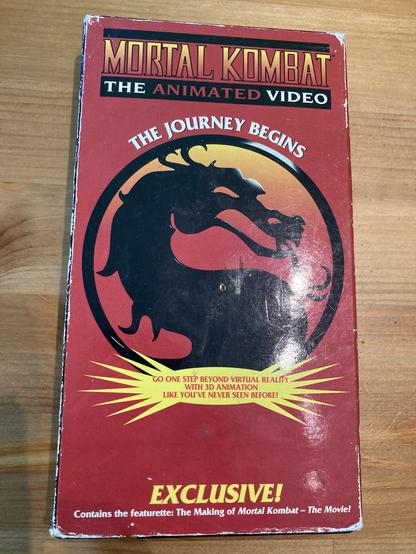 MORTAL KOMBAT
THE ANIMATED VIDEO
THE JOURNEY BEGINS
GO ONE STEP BEYOND VIRTUAL REALITY
WITH 3D ANIMATION
LIKE YOU'VE NEVER SEEN BEFORE!
EXCLUSIVE!
Contains the featurette: The Making of Mortal Kombat – The Movie!